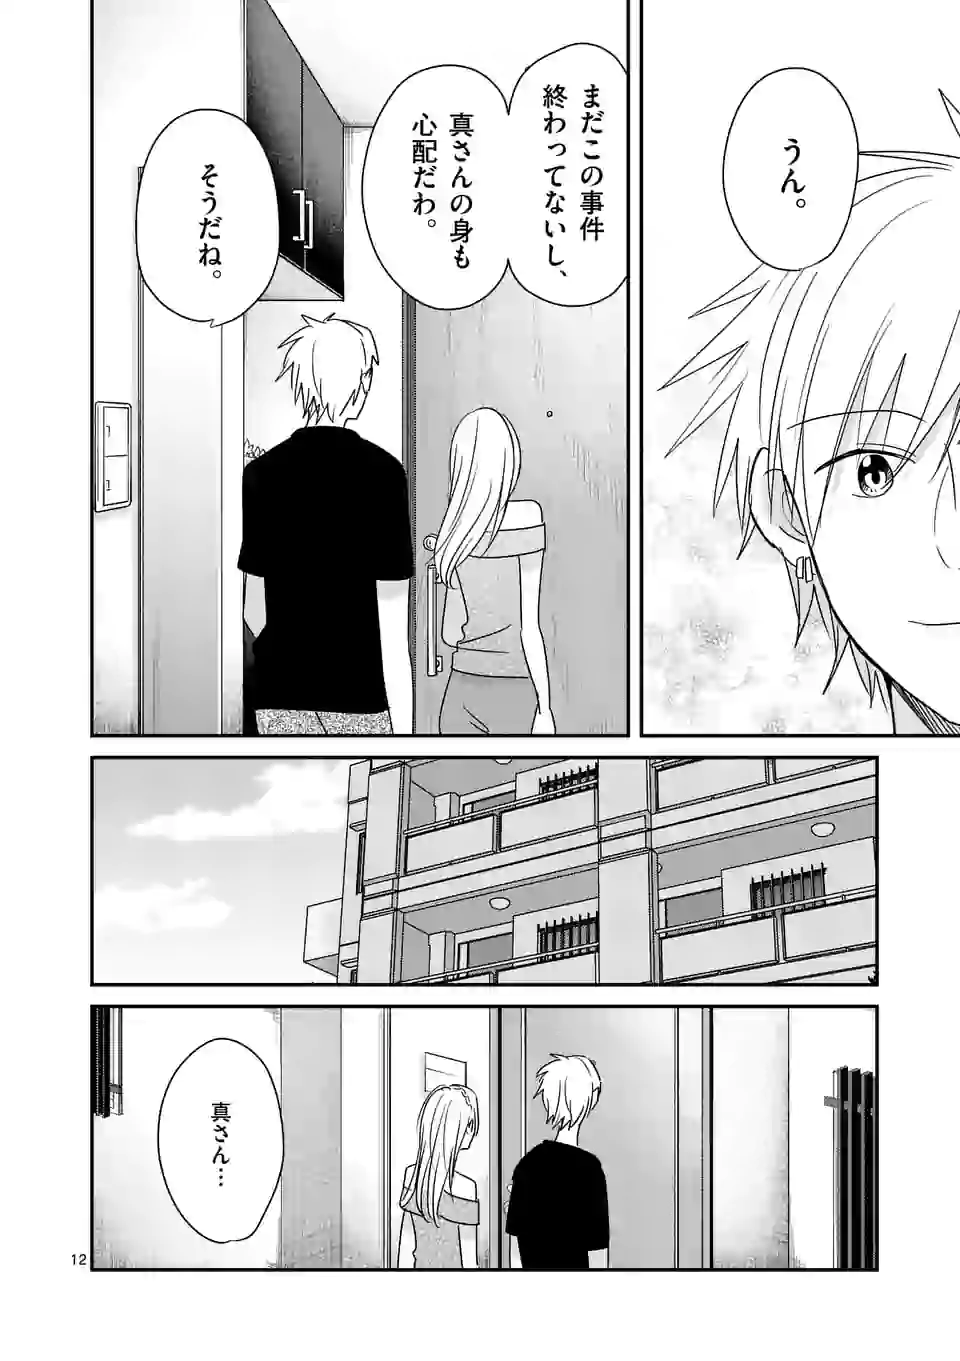 うん。
まだこの事件
終わってないし、
真さんの身も
心配だわ。
そうだね。
真さん…
12